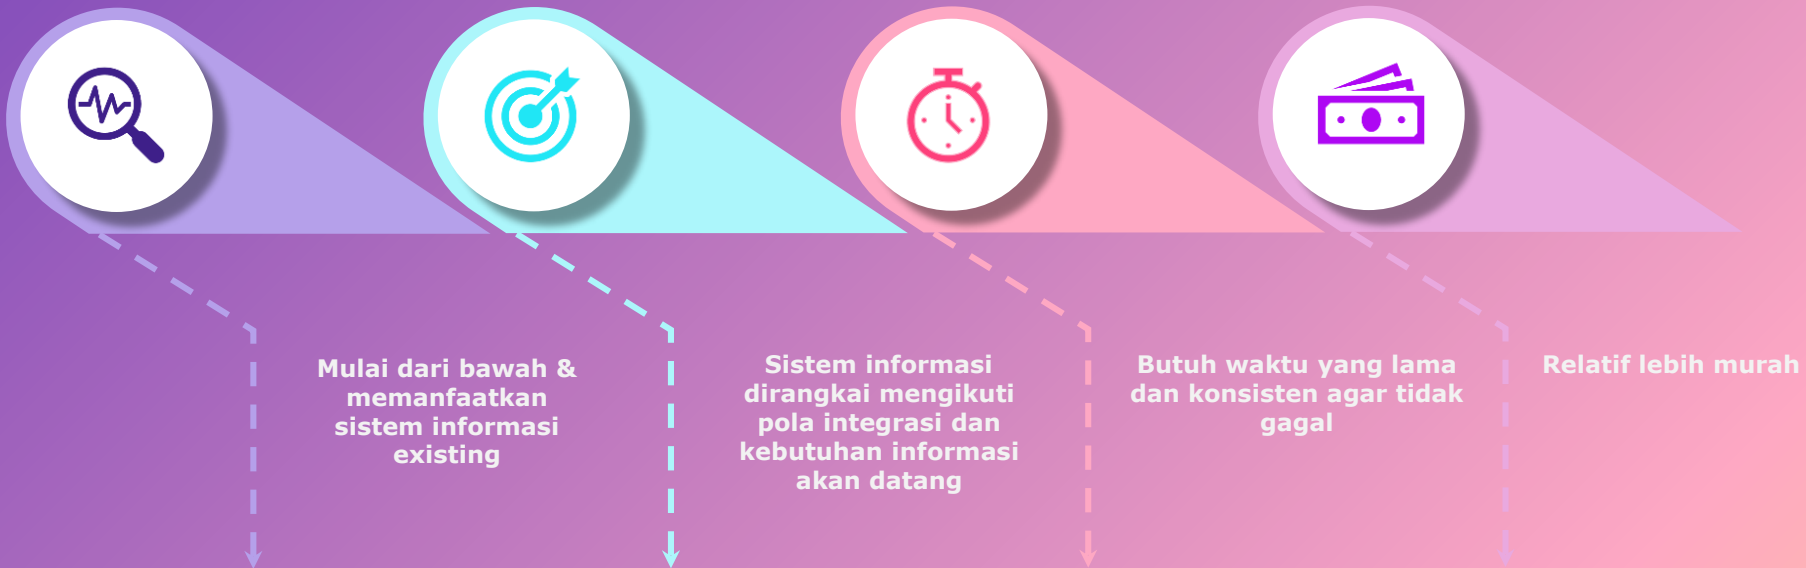 Mulai dari bawah &
memanfaatkan
sistem informasi
existing
Sistem informasi
dirangkai mengikuti
pola integrasi dan
kebutuhan informasi
akan datang
Butuh waktu yang lama
dan konsisten agar tidak
gagal
Relatif lebih murah